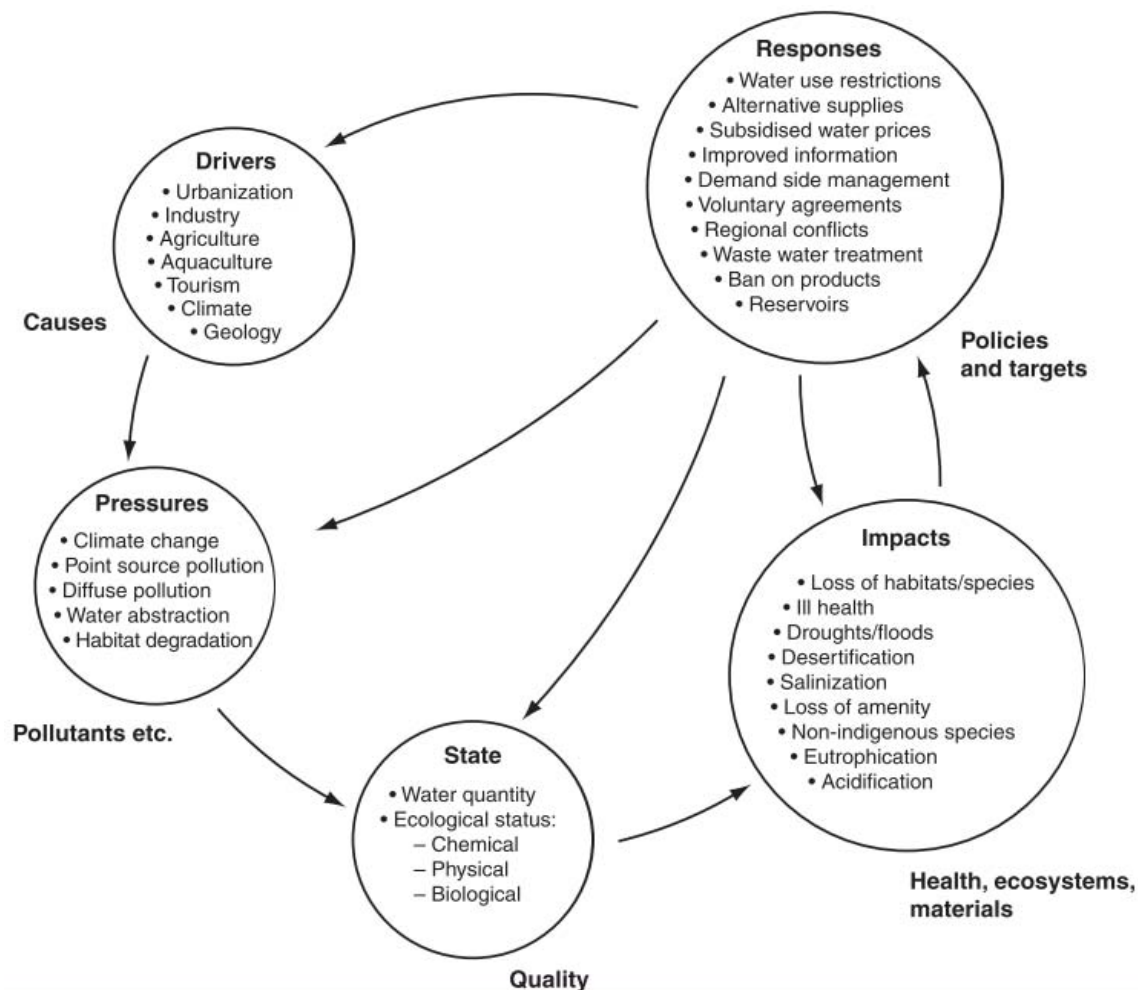 Responses
• Water use restrictions
• Alternative supplies
• Subsidised water prices
• Improved information
• Demand side management
• Voluntary agreements
• Regional conflicts
• Waste water treatment
• Ban on products
• Reservoirs
Policies
and targets
Drivers
• Urbanization
• Industry
• Agriculture
• Aquaculture
• Tourism
• Climate
• Geology
Causes
Pressures
• Climate change
• Point source pollution
• Diffuse pollution
• Water abstraction
• Habitat degradation
Pollutants etc.
State
• Water quantity
• Ecological status:
– Chemical
– Physical
– Biological
Quality
Impacts
• Loss of habitats/species
• Ill health
• Droughts/floods
• Desertification
• Salinization
• Loss of amenity
• Non-indigenous species
• Eutrophication
• Acidification
Health, ecosystems,
materials